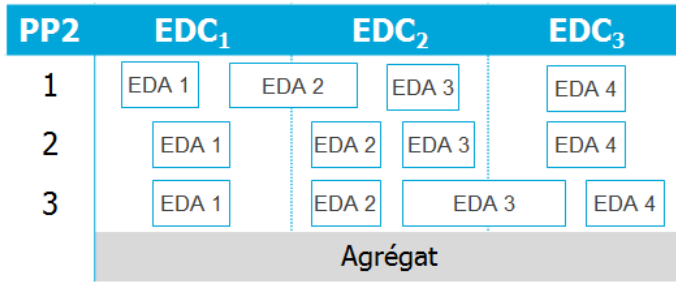 PP2 EDC₁ EDC₂ EDC₃
1 EDA 1 EDA 2 EDA 3 EDA 4
2 EDA 1 EDA 2 EDA 3 EDA 4
3 EDA 1 EDA 2 EDA 3 EDA 4
Agrégat